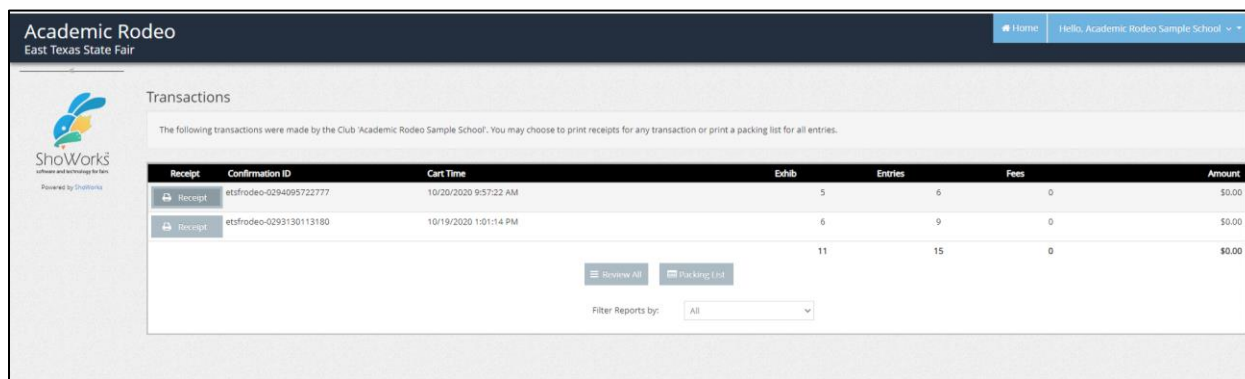 Academic Rodeo
East Texas State Fair
Home
Hello, Academic Rodeo Sample School
ShoWorks
software and technology for fairs
Powered by ShoWorks
Transactions
The following transactions were made by the Club 'Academic Rodeo Sample School'. You may choose to print receipts for any transaction or print a packing list for all entries.
Receipt Confirmation ID Cart Time Exhib Entries Fees Amount
Receipt etsfrodeo-0294095722777 10/20/2020 9:57:22 AM 5 6 0 $0.00
Receipt etsfrodeo-0293130113180 10/19/2020 1:01:14 PM 6 9 0 $0.00
11 15 0 $0.00
Review All Packing List
Filter Reports by: All